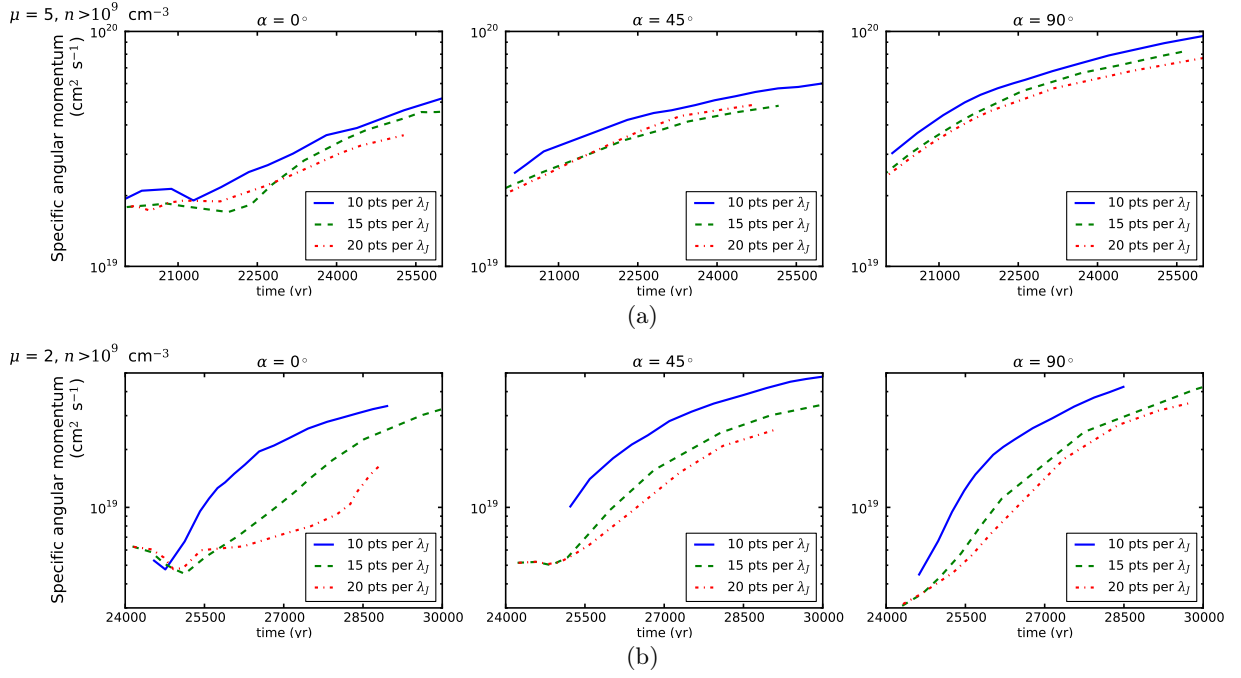 μ = 5, n >10⁹ cm⁻³
α = 0°
α = 45°
α = 90°
Specific angular momentum
(cm² s⁻¹)
10²⁰
10¹⁹
21000 22500 24000 25500
time (yr)
10 pts per λJ
15 pts per λJ
20 pts per λJ
10²⁰
10¹⁹
21000 22500 24000 25500
time (yr)
10 pts per λJ
15 pts per λJ
20 pts per λJ
10²⁰
10¹⁹
21000 22500 24000 25500
time (yr)
10 pts per λJ
15 pts per λJ
20 pts per λJ
(a)
μ = 2, n >10⁹ cm⁻³
α = 0°
α = 45°
α = 90°
Specific angular momentum
(cm² s⁻¹)
10¹⁹
24000 25500 27000 28500 30000
time (yr)
10 pts per λJ
15 pts per λJ
20 pts per λJ
10¹⁹
24000 25500 27000 28500 30000
time (yr)
10 pts per λJ
15 pts per λJ
20 pts per λJ
10¹⁹
24000 25500 27000 28500 30000
time (yr)
10 pts per λJ
15 pts per λJ
20 pts per λJ
(b)